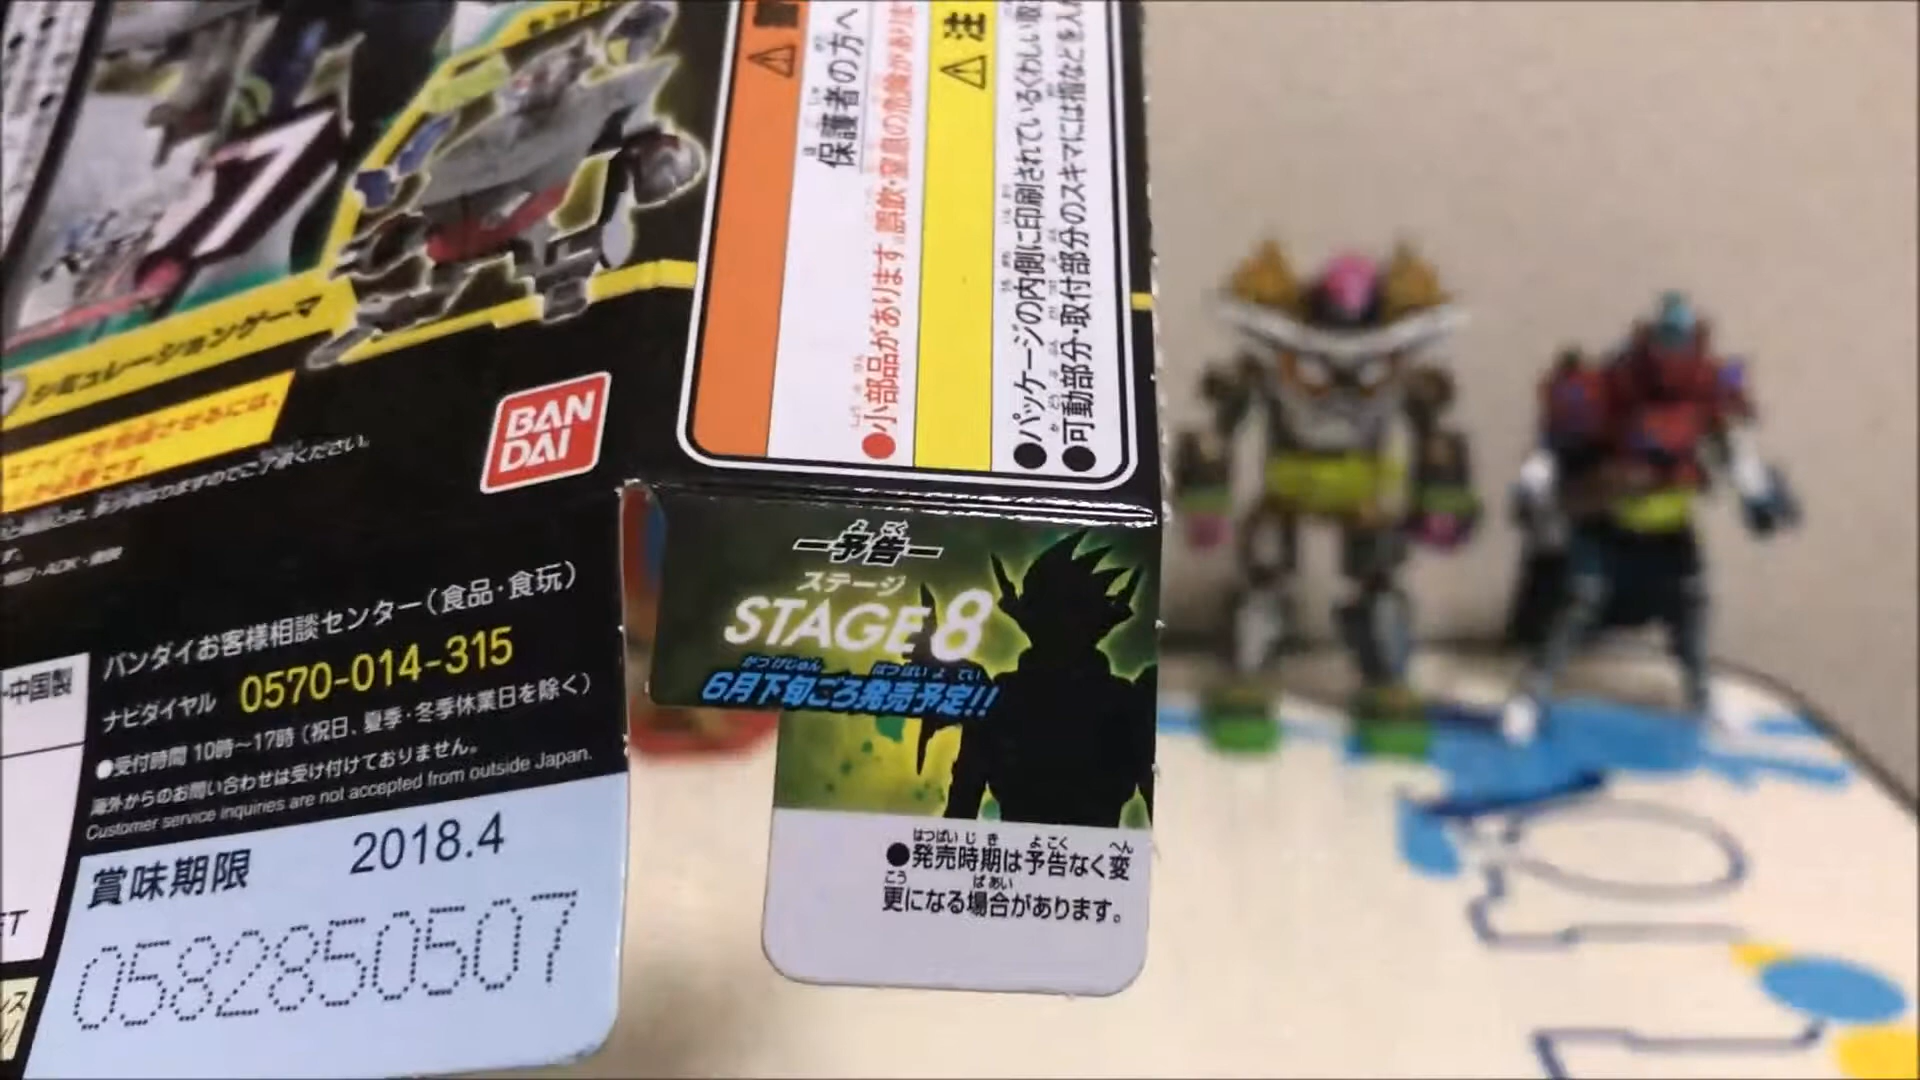 シミュレーションゲー
BAN
DAI
バンダイお客様相談センター(食品・食玩)
ナビダイヤル 0570-014-315
●受付時間 10時〜17時(祝日、夏季・冬季休業日を除く)
海外からのお問い合わせは受け付けておりません。
Customer service inquiries are not accepted from outside Japan.
中国製
賞味期限 2018.4
0582850507
保護者の方へ
●小部品があります。誤飲・窒息の危険があります
注
●パッケージの内側に印刷されているくわしい取
●可動部分・取付部分のスキマには指などを入れ
予告
ステージ
STAGE 8
6月下旬ごろ発売予定!!
●発売時期は予告なく変
更になる場合があります。